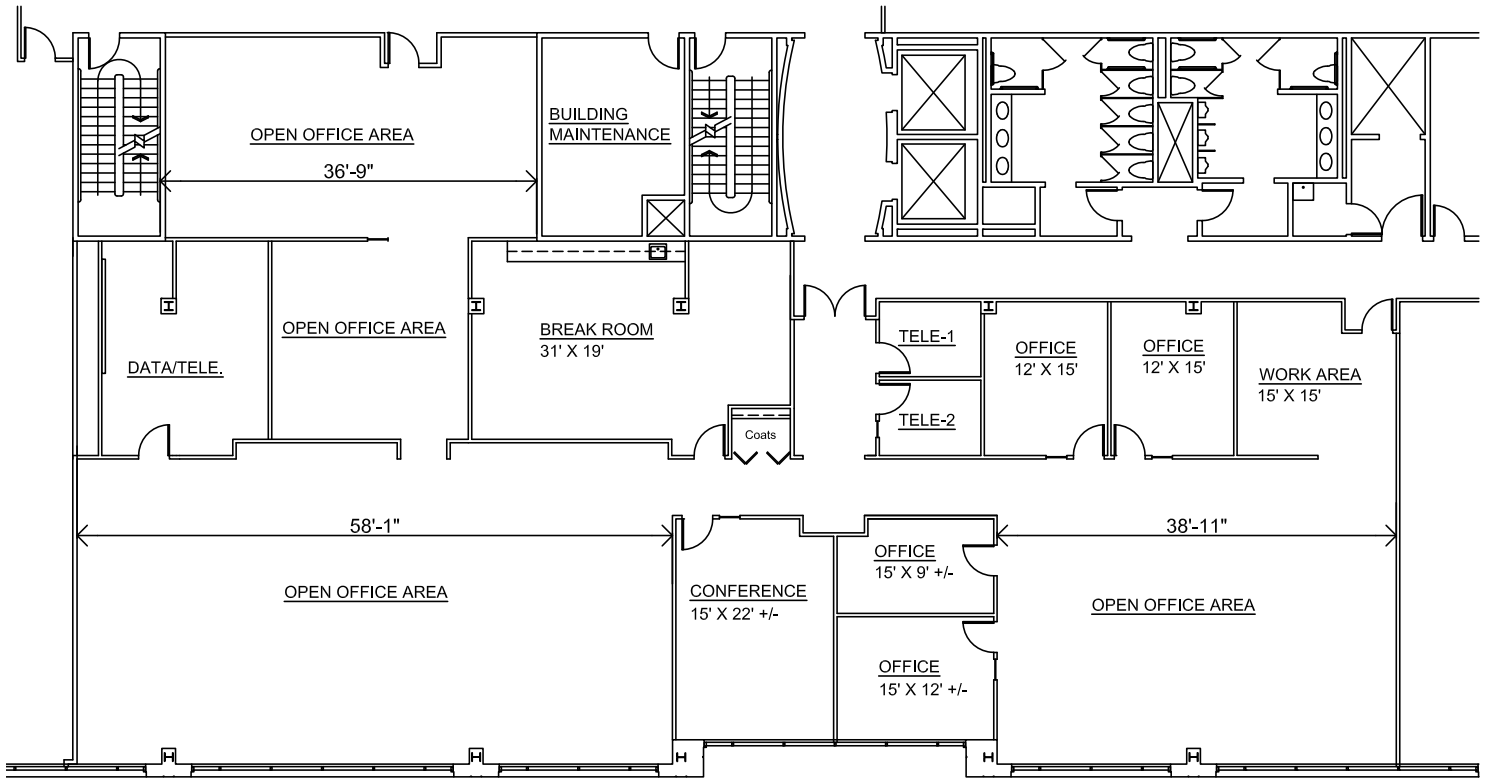 BUILDING
MAINTENANCE
OPEN OFFICE AREA
36'-9"
OPEN OFFICE AREA
BREAK ROOM
31' X 19'
TELE-1
OFFICE
12' X 15'
OFFICE
12' X 15'
DATA/TELE.
WORK AREA
15' X 15'
TELE-2
Coats
58'-1"
38'-11"
OFFICE
15' X 9' +/-
OPEN OFFICE AREA
CONFERENCE
15' X 22' +/-
OPEN OFFICE AREA
OFFICE
15' X 12' +/-